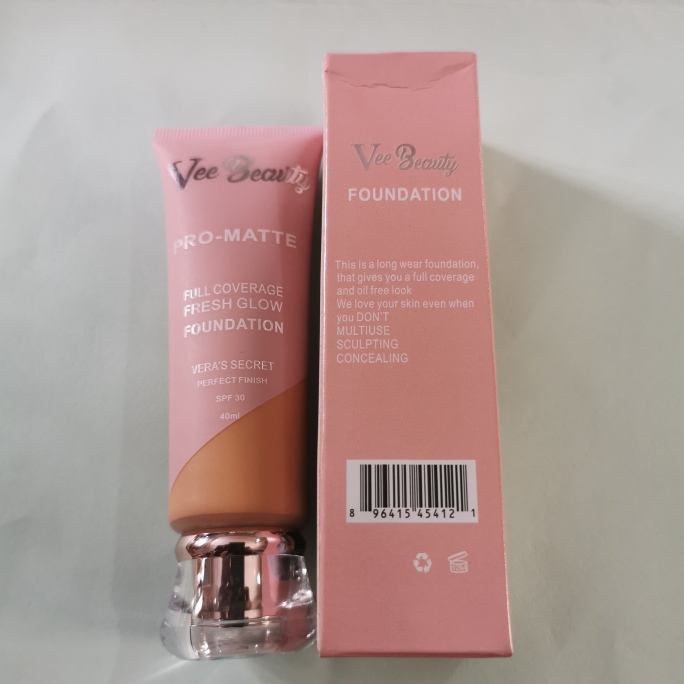 Vee Beauty
PRO-MATTE
FULL COVERAGE
FRESH GLOW
FOUNDATION
VERA'S SECRET
PERFECT FINISH
SPF 30
40ml
Vee Beauty
FOUNDATION
This is a long wear foundation,
that gives you a full coverage
and oil free look
We love your skin even when
you DON'T
MULTIUSE
SCULPTING
CONCEALING
8 96415 45412 1